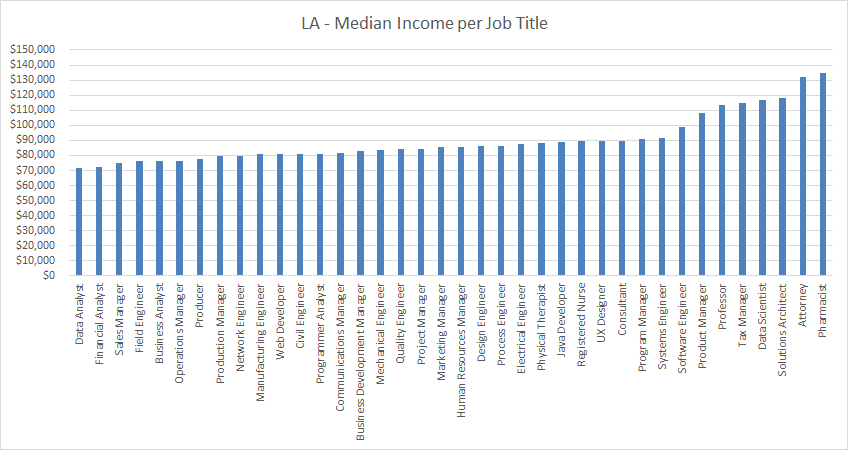 LA - Median Income per Job Title
$150,000
$140,000
$130,000
$120,000
$110,000
$100,000
$90,000
$80,000
$70,000
$60,000
$50,000
$40,000
$30,000
$20,000
$10,000
$0
Data Analyst
Financial Analyst
Sales Manager
Field Engineer
Business Analyst
Operations Manager
Producer
Production Manager
Network Engineer
Manufacturing Engineer
Web Developer
Civil Engineer
Programmer Analyst
Communications Manager
Business Development Manager
Mechanical Engineer
Quality Engineer
Project Manager
Marketing Manager
Human Resources Manager
Design Engineer
Process Engineer
Electrical Engineer
Physical Therapist
Java Developer
Registered Nurse
UX Designer
Consultant
Program Manager
Systems Engineer
Software Engineer
Product Manager
Professor
Tax Manager
Data Scientist
Solutions Architect
Attorney
Pharmacist